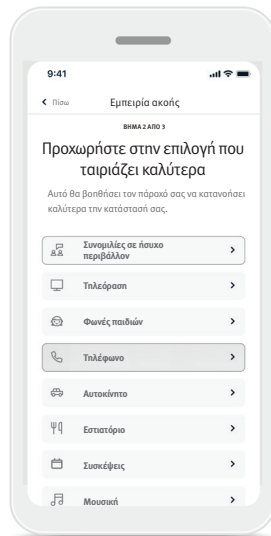 9:41
Πίσω
Εμπειρία ακοής
ΒΗΜΑ 2 ΑΠΟ 3
Προχωρήστε στην επιλογή που
ταιριάζει καλύτερα
Αυτό θα βοηθήσει τον πάροχό σας να κατανοήσει
καλύτερα την κατάστασή σας.
Συνομιλίες σε ήσυχο
περιβάλλον
Τηλεόραση
Φωνές παιδιών
Τηλέφωνο
Αυτοκίνητο
Εστιατόριο
Συσκέψεις
Μουσική